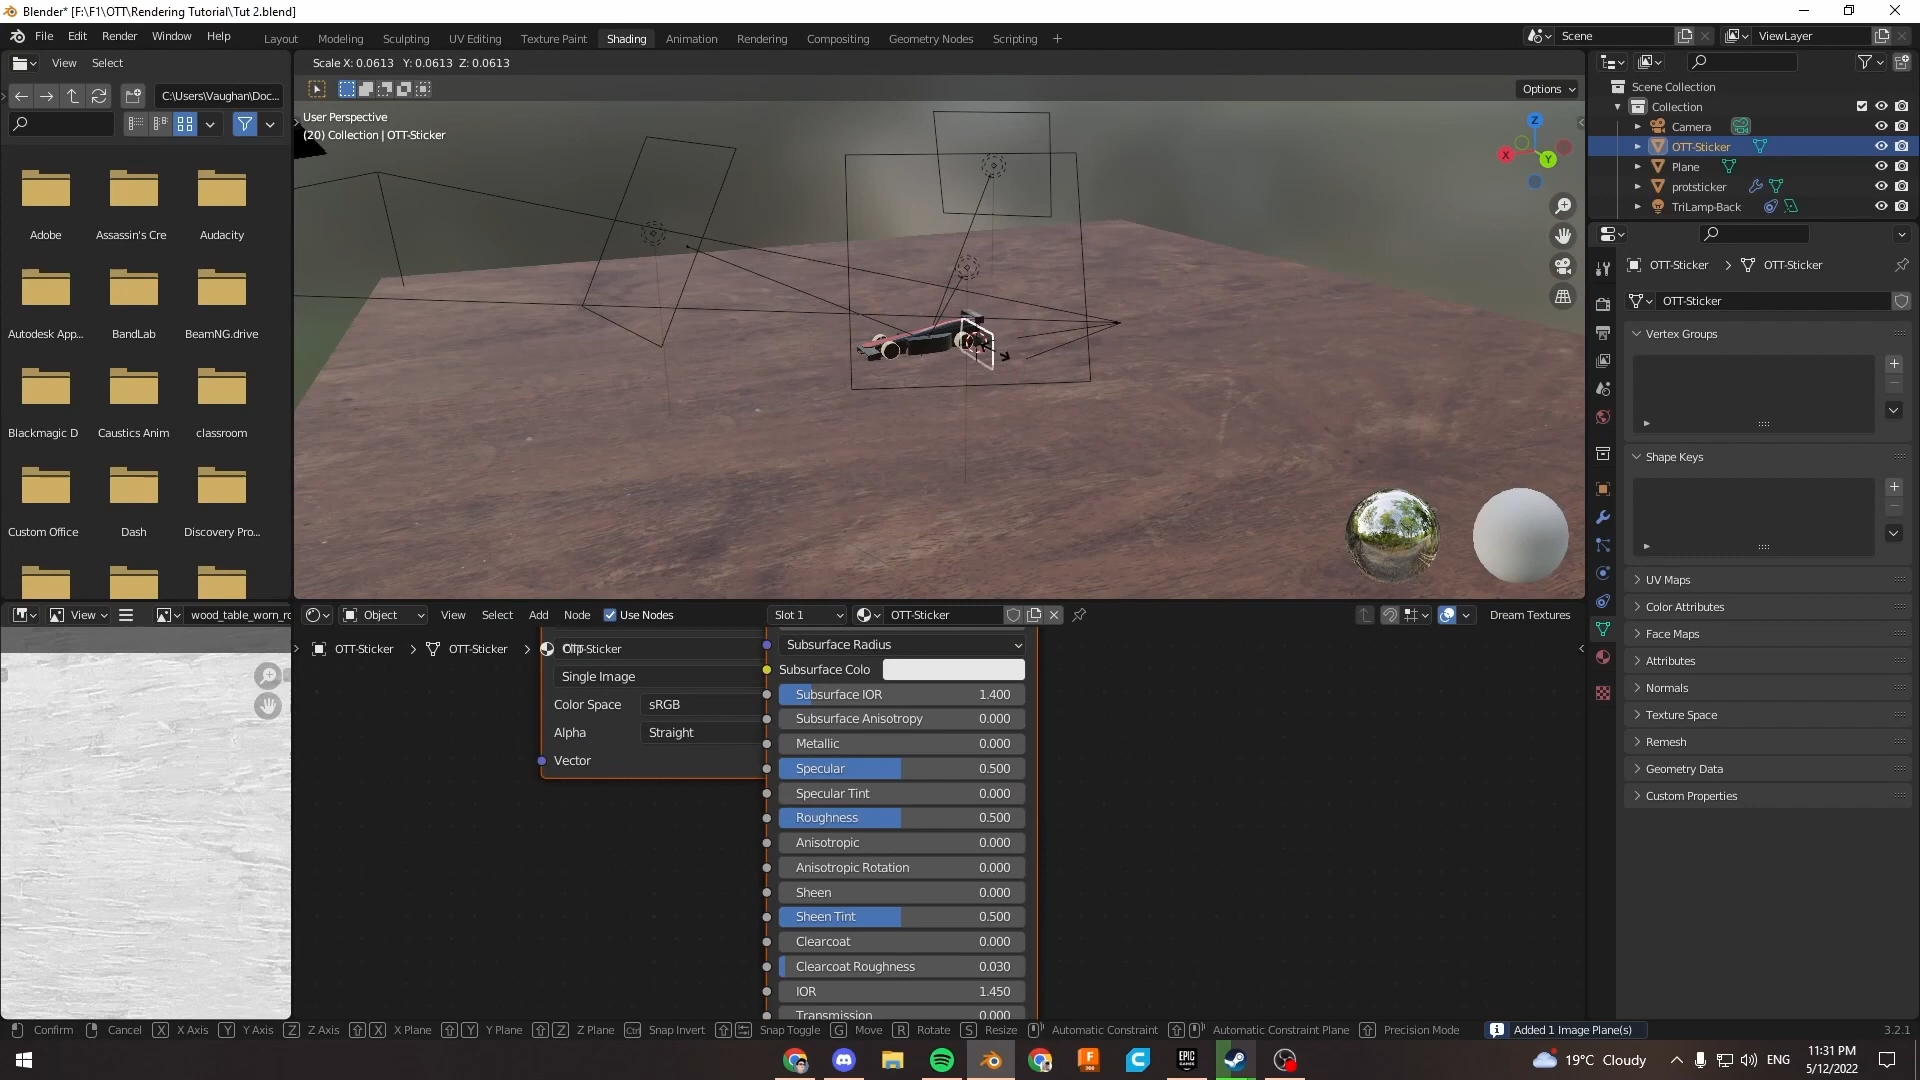 Blender* [F:\F1\OTT\Rendering Tutorial\Tut 2.blend]
File Edit Render Window Help
Layout Modeling Sculpting UV Editing Texture Paint Shading Animation Rendering Compositing Geometry Nodes Scripting
Scene
ViewLayer
View Select
Scale X: 0.0613 Y: 0.0613 Z: 0.0613
C:\Users\Vaughan\Doc...
Options
User Perspective
(20) Collection | OTT-Sticker
Z
X
Y
Adobe
Assassin's Cre
Audacity
Autodesk App...
BandLab
BeamNG.drive
Blackmagic D
Caustics Anim
classroom
Custom Office
Dash
Discovery Pro...
Scene Collection
Collection
Camera
OTT-Sticker
Plane
protsticker
TriLamp-Back
OTT-Sticker
OTT-Sticker
OTT-Sticker
Vertex Groups
Shape Keys
UV Maps
Color Attributes
Face Maps
Attributes
Normals
Texture Space
Remesh
Geometry Data
Custom Properties
View
wood_table_worn_ro
Object
View Select Add Node Use Nodes
Slot 1
OTT-Sticker
Dream Textures
OTT-Sticker
OTT-Sticker
Single Image
Color Space sRGB
Alpha Straight
Vector
Subsurface Radius
Subsurface Colo
Subsurface IOR 1.400
Subsurface Anisotropy 0.000
Metallic 0.000
Specular 0.500
Specular Tint 0.000
Roughness 0.500
Anisotropic 0.000
Anisotropic Rotation 0.000
Sheen 0.000
Sheen Tint 0.500
Clearcoat 0.000
Clearcoat Roughness 0.030
IOR 1.450
Transmission 0.000
Confirm Cancel X X Axis Y Y Axis Z Z Axis X X Plane Y Y Plane Z Z Plane Ctrl Snap Invert Snap Toggle G Move R Rotate S Resize Automatic Constraint Automatic Constraint Plane Precision Mode
Added 1 Image Plane(s)
3.2.1
19°C Cloudy
ENG
11:31 PM
5/12/2022